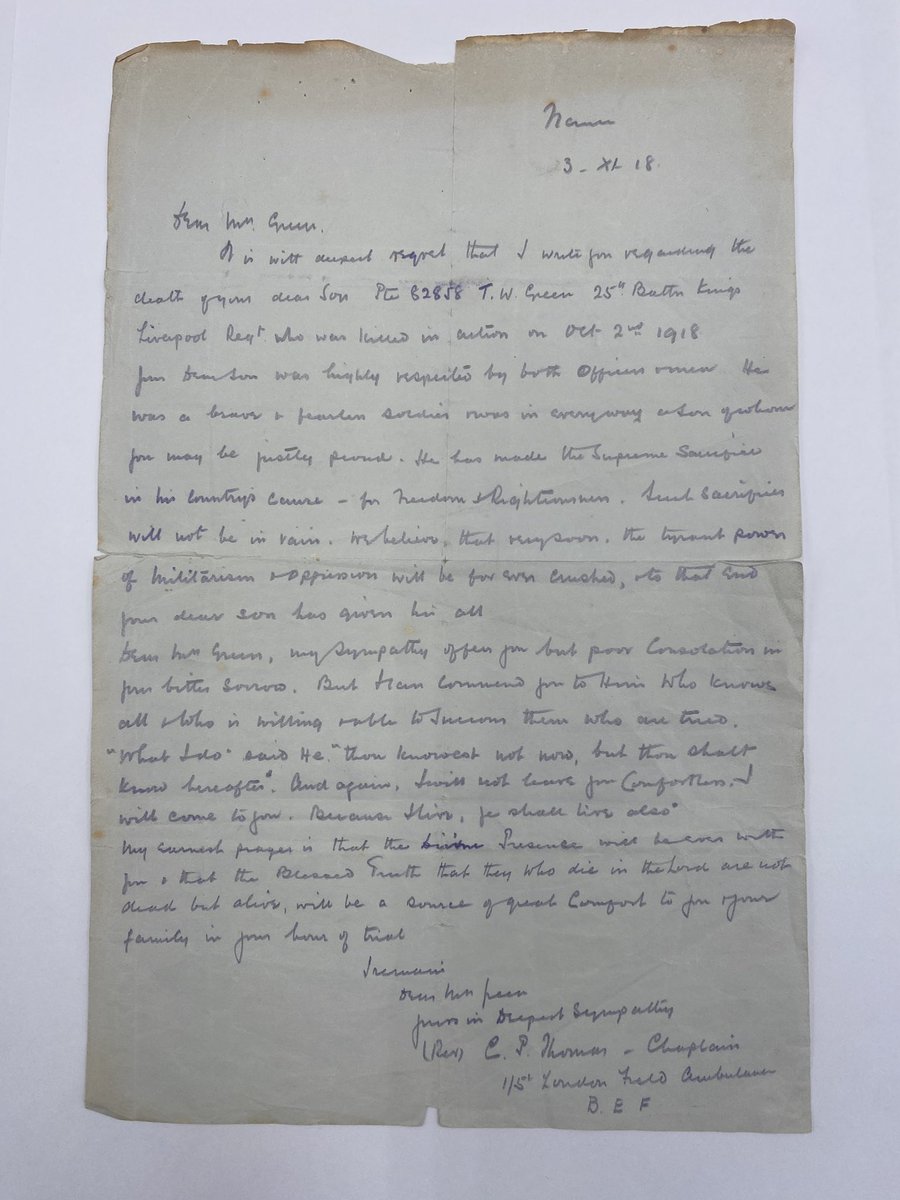 3 - XI 18.
Dear Mrs Green.
It is with deepest regret that I write you regarding the
death of your dear Son Pte 82858 T. W. Green 25th Battn Kings
Liverpool Regt who was killed in action on Oct 2nd 1918
Your Dear Son was highly respected by both Officers & men He
was a brave & fearless soldier & was in every way a Son of whom
you may be justly proud. He has made the Supreme Sacrifice
in his Country's cause - for Freedom & Righteousness. Such Sacrifices
will not be in vain. We believe, that very soon, the tyrant power
of Militarism & Oppression will be for ever crushed, & to that End
your dear son has given his all
Dear Mrs Green, my Sympathy offers you but poor Consolation in
your bitter Sorrow. But I can Commend you to Him Who Knows
all & Who is willing & able to Succour them who are tried.
"What I do" said He "thou Knowest not now, but thou shalt
Know hereafter". And again, I will not leave you Comfortless. I
will come to you. Because I live, ye shall live also"
My earnest prayer is that the Divine Presence will be ever with
you & that the Blessed Truth that they who die in the Lord are not
dead but alive, will be a source of great Comfort to you & your
family in your hour of trial
I remain
Dear Mrs Green
yours in Deepest Sympathy
(Rev) C. P. Thomas - Chaplain
1/5th London Field Ambulance
B. E F